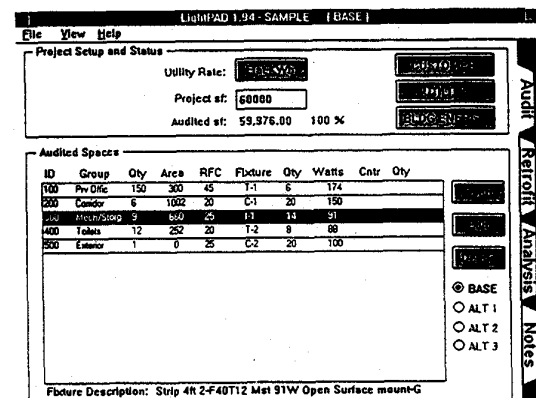 LightPAD 1.94 - SAMPLE [BASE]
File View Help
Project Setup and Status
Utility Rate:
CUSTOMER
Project sf: 60000
Audited sf: 59,976.00 100 %
BLDG ENERGY
Audited Spaces
ID Group Qty Area RFC Fixture Qty Watts Cntr Qty
100 Prv Offic 150 300 45 T-1 6 174
200 Corridor 6 1002 20 C-1 20 150
300 Mech/Storg 9 660 25 I-1 14 91
400 Toilets 12 252 20 T-2 8 88
500 Exterior 1 0 25 C-2 20 100
BASE
ALT 1
ALT 2
ALT 3
Fixture Description: Strip 4ft 2-F40T12 Mst 91W Open Surface mount-G
Audit
Retrofit
Analysis
Notes